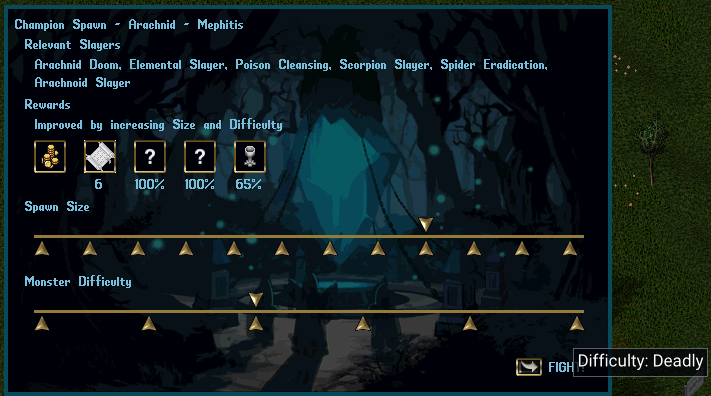 Champion Spawn - Arachnid - Mephitis
Relevant Slayers
Arachnid Doom, Elemental Slayer, Poison Cleansing, Scorpion Slayer, Spider Eradication,
Arachnoid Slayer
Rewards
Improved by increasing Size and Difficulty
? ?
6 100% 100% 65%
Spawn Size
Monster Difficulty
FIGHT
Difficulty: Deadly